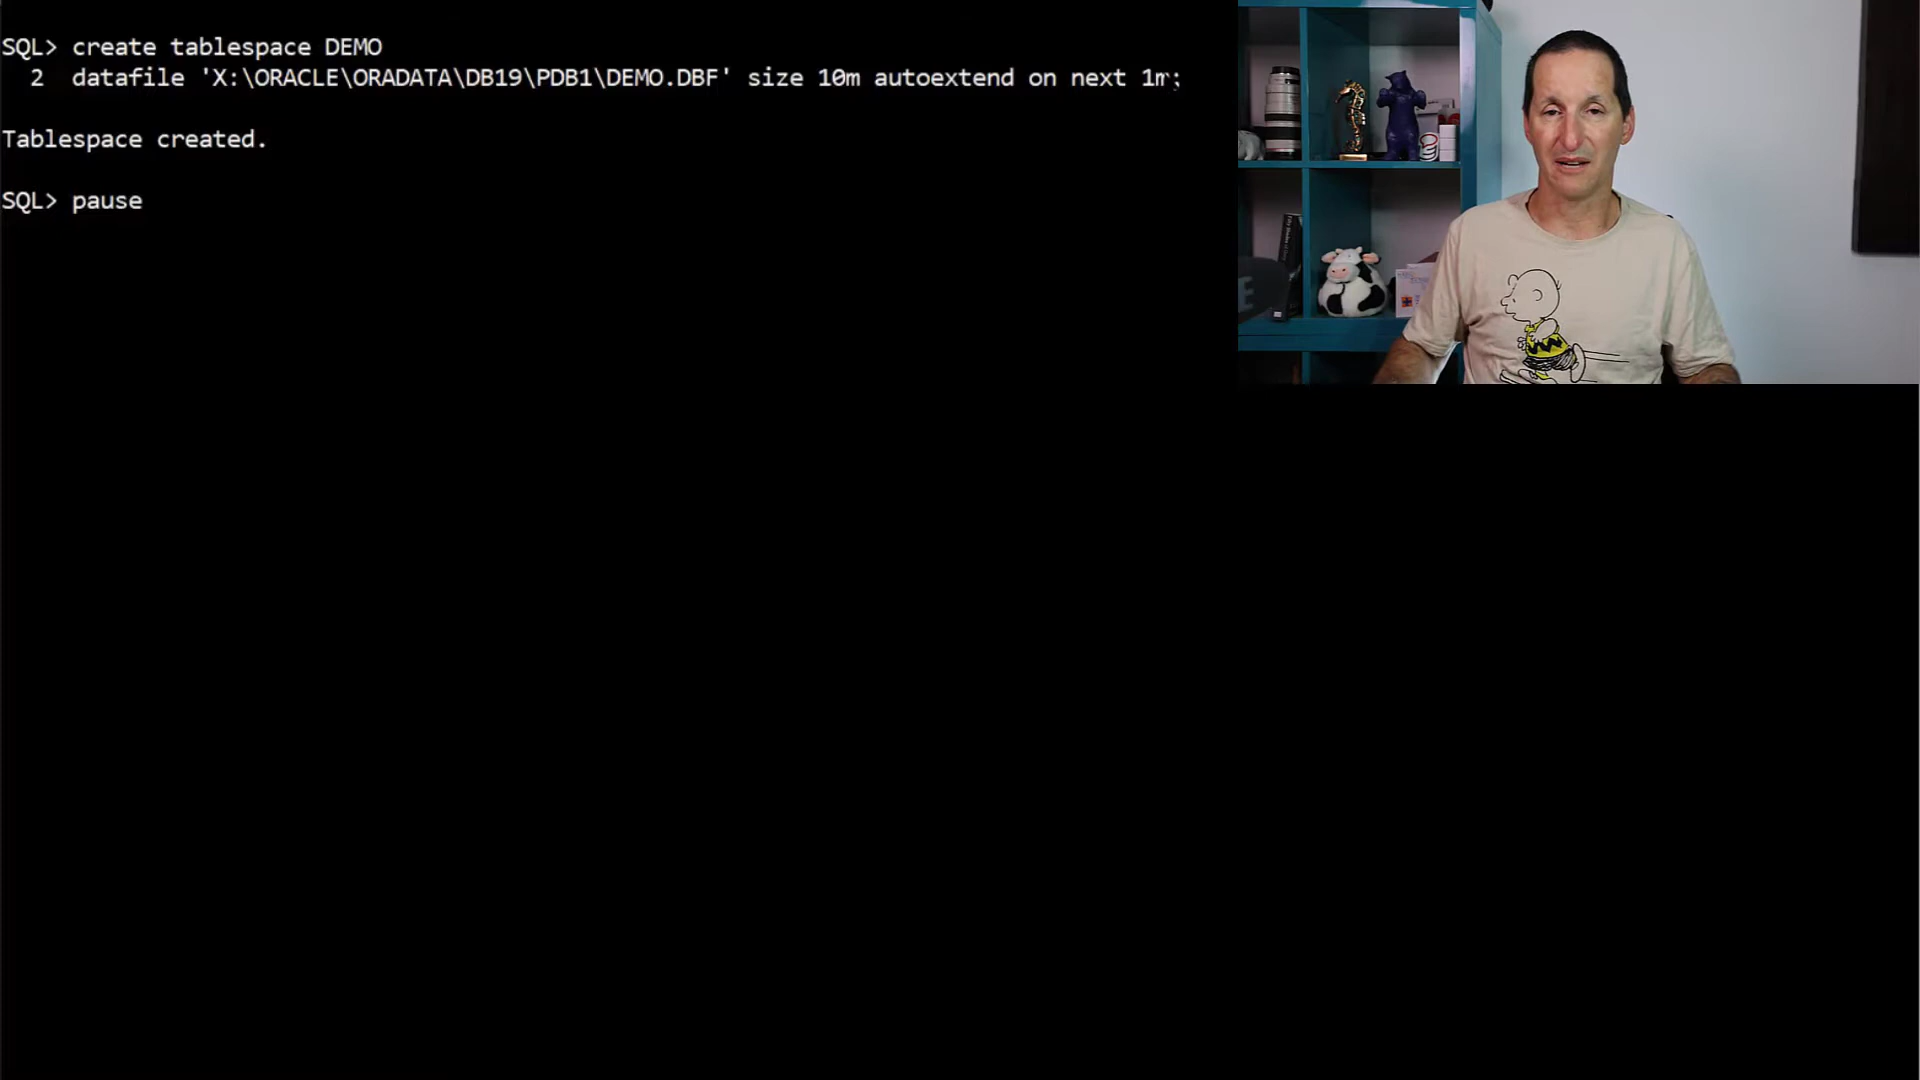 SQL> create tablespace DEMO
  2  datafile 'X:\ORACLE\ORADATA\DB19\PDB1\DEMO.DBF' size 10m autoextend on next 1m;
Tablespace created.
SQL> pause